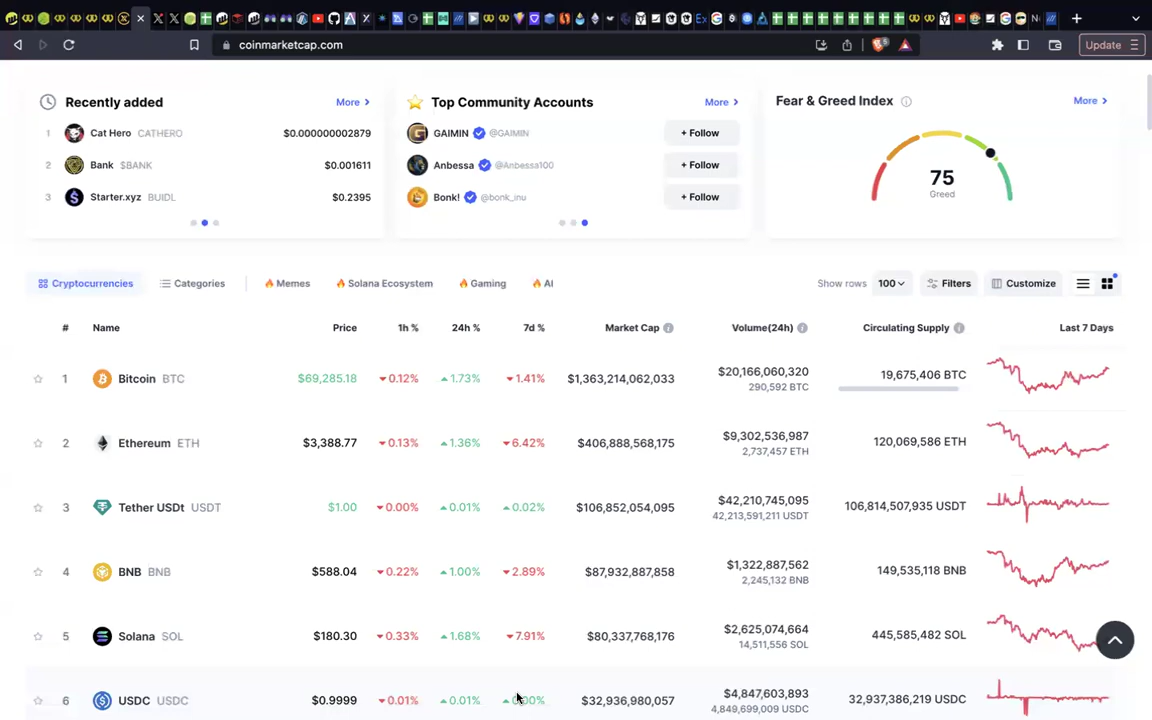 coinmarketcap.com
Update
Recently added
More >
1 Cat Hero CATHERO $0.000000002879
2 Bank $BANK $0.001611
3 Starter.xyz BUIDL $0.2395
Top Community Accounts
More >
GAIMIN @GAIMIN + Follow
Anbessa @Anbessa100 + Follow
Bonk! @bonk_inu + Follow
Fear & Greed Index
More >
75
Greed
Cryptocurrencies Categories Memes Solana Ecosystem Gaming AI Show rows 100 Filters Customize
# Name Price 1h % 24h % 7d % Market Cap Volume(24h) Circulating Supply Last 7 Days
1 Bitcoin BTC $69,285.18 0.12% 1.73% 1.41% $1,363,214,062,033 $20,166,060,320 19,675,406 BTC
290,592 BTC
2 Ethereum ETH $3,388.77 0.13% 1.36% 6.42% $406,888,568,175 $9,302,536,987 120,069,586 ETH
2,737,457 ETH
3 Tether USDt USDT $1.00 0.00% 0.01% 0.02% $106,852,054,095 $42,210,745,095 106,814,507,935 USDT
42,213,591,211 USDT
4 BNB BNB $588.04 0.22% 1.00% 2.89% $87,932,887,858 $1,322,887,562 149,535,118 BNB
2,245,132 BNB
5 Solana SOL $180.30 0.33% 1.68% 7.91% $80,337,768,176 $2,625,074,664 445,585,482 SOL
14,511,556 SOL
6 USDC USDC $0.9999 0.01% 0.01% 0.00% $32,936,980,057 $4,847,603,893 32,937,386,219 USDC
4,849,699,009 USDC